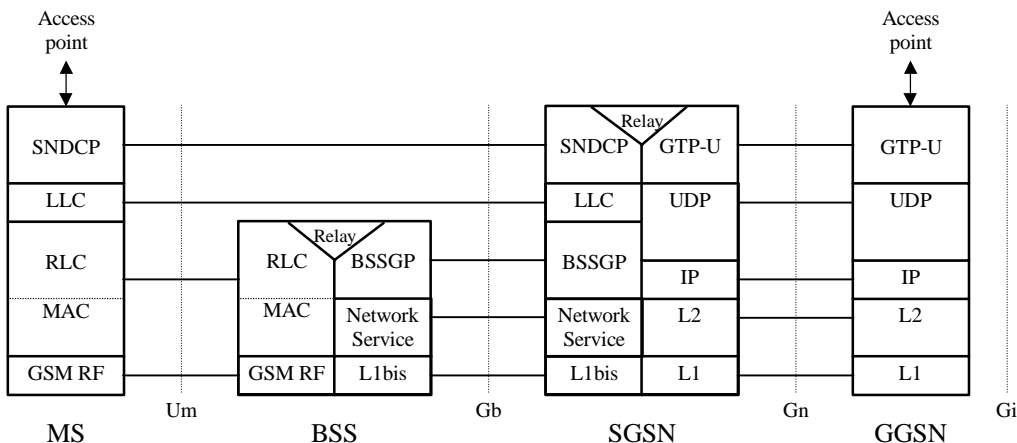 Access
point
Access
point
Relay
SNDCP
SNDCP
GTP-U
GTP-U
LLC
LLC
UDP
UDP
Relay
RLC
RLC
BSSGP
BSSGP
IP
IP
MAC
MAC
Network
Service
Network
Service
L2
L2
GSM RF
GSM RF
L1bis
L1bis
L1
L1
Um
Gb
Gn
Gi
MS
BSS
SGSN
GGSN